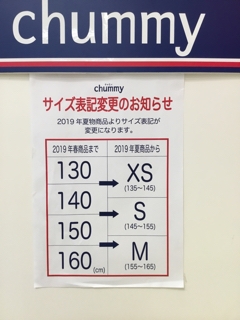 chummy
chummy
サイズ表記変更のお知らせ
2019年夏物商品よりサイズ表記が
変更になります。
2019年春商品まで
2019年夏商品から
130
140
150
160(cm)
XS
(135〜145)
S
(145〜155)
M
(155〜165)